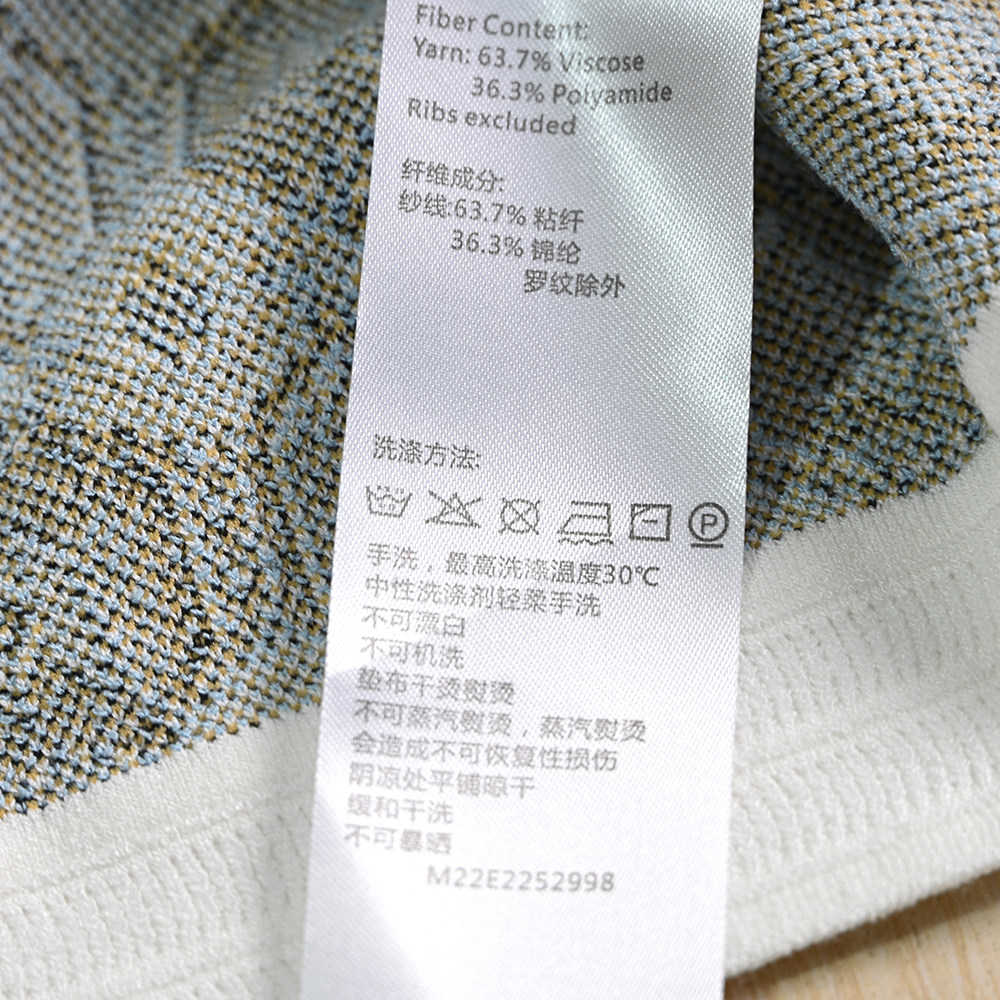 Fiber Content:
Yarn: 63.7% Viscose
36.3% Polyamide
Ribs excluded
纤维成分:
纱线:63.7% 粘纤
36.3% 锦纶
罗纹除外
洗涤方法:
P
手洗，最高洗涤温度30℃
中性洗涤剂轻柔手洗
不可漂白
不可机洗
垫布干烫熨烫
不可蒸汽熨烫，蒸汽熨烫
会造成不可恢复性损伤
阴凉处平铺晾干
缓和干洗
不可暴晒
M22E2252998